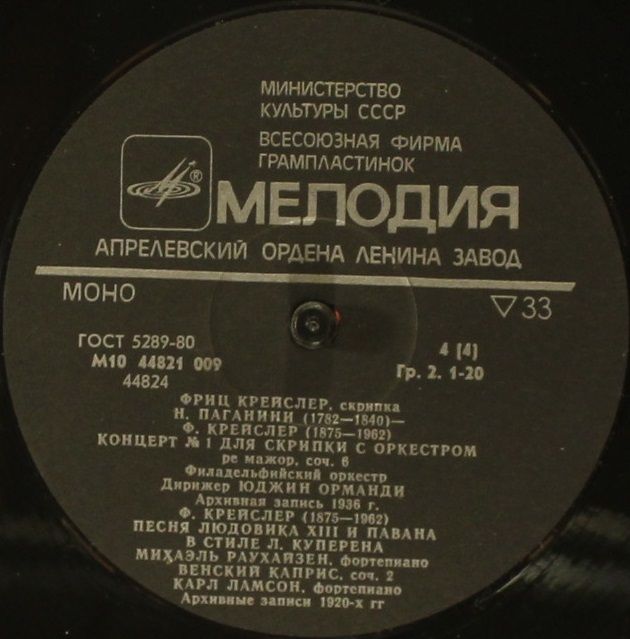 МИНИСТЕРСТВО
КУЛЬТУРЫ СССР
ВСЕСОЮЗНАЯ ФИРМА
ГРАМПЛАСТИНОК
®
МЕЛОДИЯ
АПРЕЛЕВСКИЙ ОРДЕНА ЛЕНИНА ЗАВОД
МОНО
▽33
ГОСТ 5289-80
М10 44821 009
44824
4 (4)
Гр. 2. 1-20
ФРИЦ КРЕЙСЛЕР, скрипка
Н. ПАГАНИНИ (1782—1840)—
Ф. КРЕЙСЛЕР (1875—1962)
КОНЦЕРТ № 1 ДЛЯ СКРИПКИ С ОРКЕСТРОМ
ре мажор, соч. 6
Филадельфийский оркестр
Дирижер ЮДЖИН ОРМАНДИ
Архивная запись 1936 г.
Ф. КРЕЙСЛЕР (1875—1962)
ПЕСНЯ ЛЮДОВИКА XIII И ПАВАНА
В СТИЛЕ Л. КУПЕРЕНА
МИХАЭЛЬ РАУХАЙЗЕН, фортепиано
ВЕНСКИЙ КАПРИС, соч. 2
КАРЛ ЛАМСОН, фортепиано
Архивные записи 1920-х гг